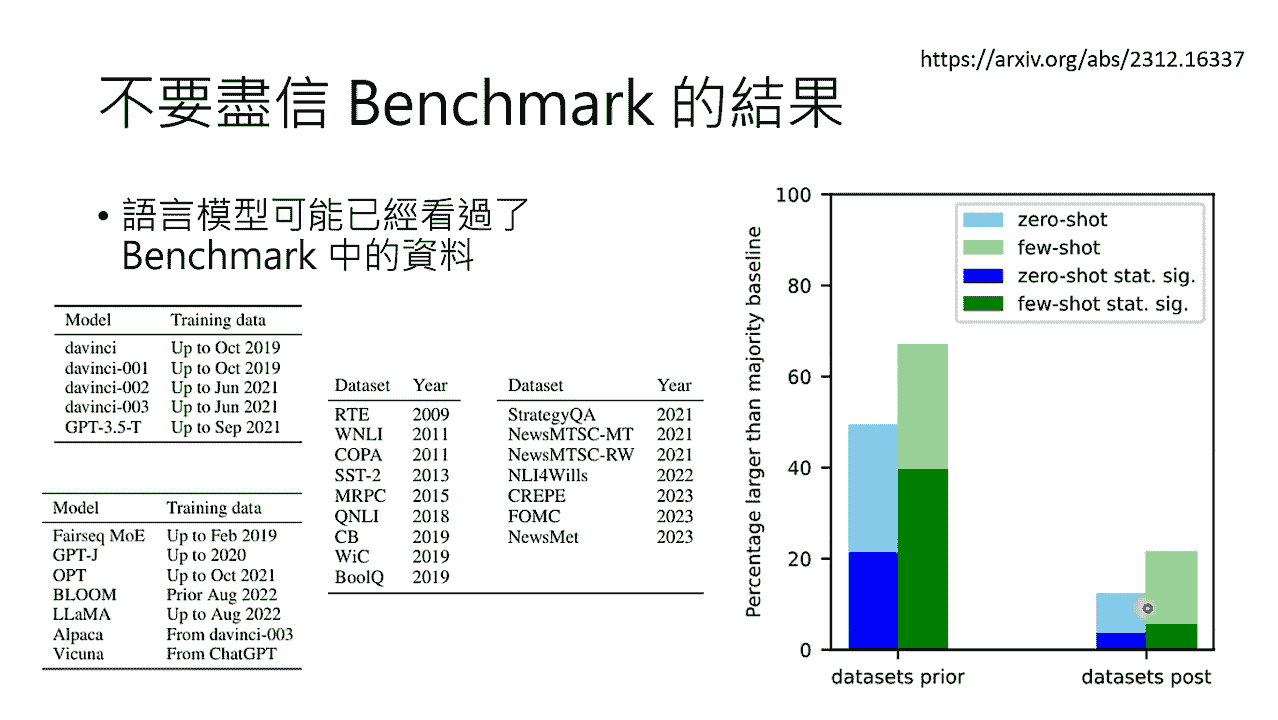 https://arxiv.org/abs/2312.16337
不要盡信 Benchmark 的結果
• 語言模型可能已經看過了
Benchmark 中的資料
Model Training data
davinci Up to Oct 2019
davinci-001 Up to Oct 2019
davinci-002 Up to Jun 2021
davinci-003 Up to Jun 2021
GPT-3.5-T Up to Sep 2021
Model Training data
Fairseq MoE Up to Feb 2019
GPT-J Up to 2020
OPT Up to Oct 2021
BLOOM Prior Aug 2022
LLaMA Up to Aug 2022
Alpaca From davinci-003
Vicuna From ChatGPT
Dataset Year
RTE 2009
WNLI 2011
COPA 2011
SST-2 2013
MRPC 2015
QNLI 2018
CB 2019
WiC 2019
BoolQ 2019
Dataset Year
StrategyQA 2021
NewsMTSC-MT 2021
NewsMTSC-RW 2021
NLI4Wills 2022
CREPE 2023
FOMC 2023
NewsMet 2023
Percentage larger than majority baseline
100
80
60
40
20
0
zero-shot
few-shot
zero-shot stat. sig.
few-shot stat. sig.
datasets prior
datasets post